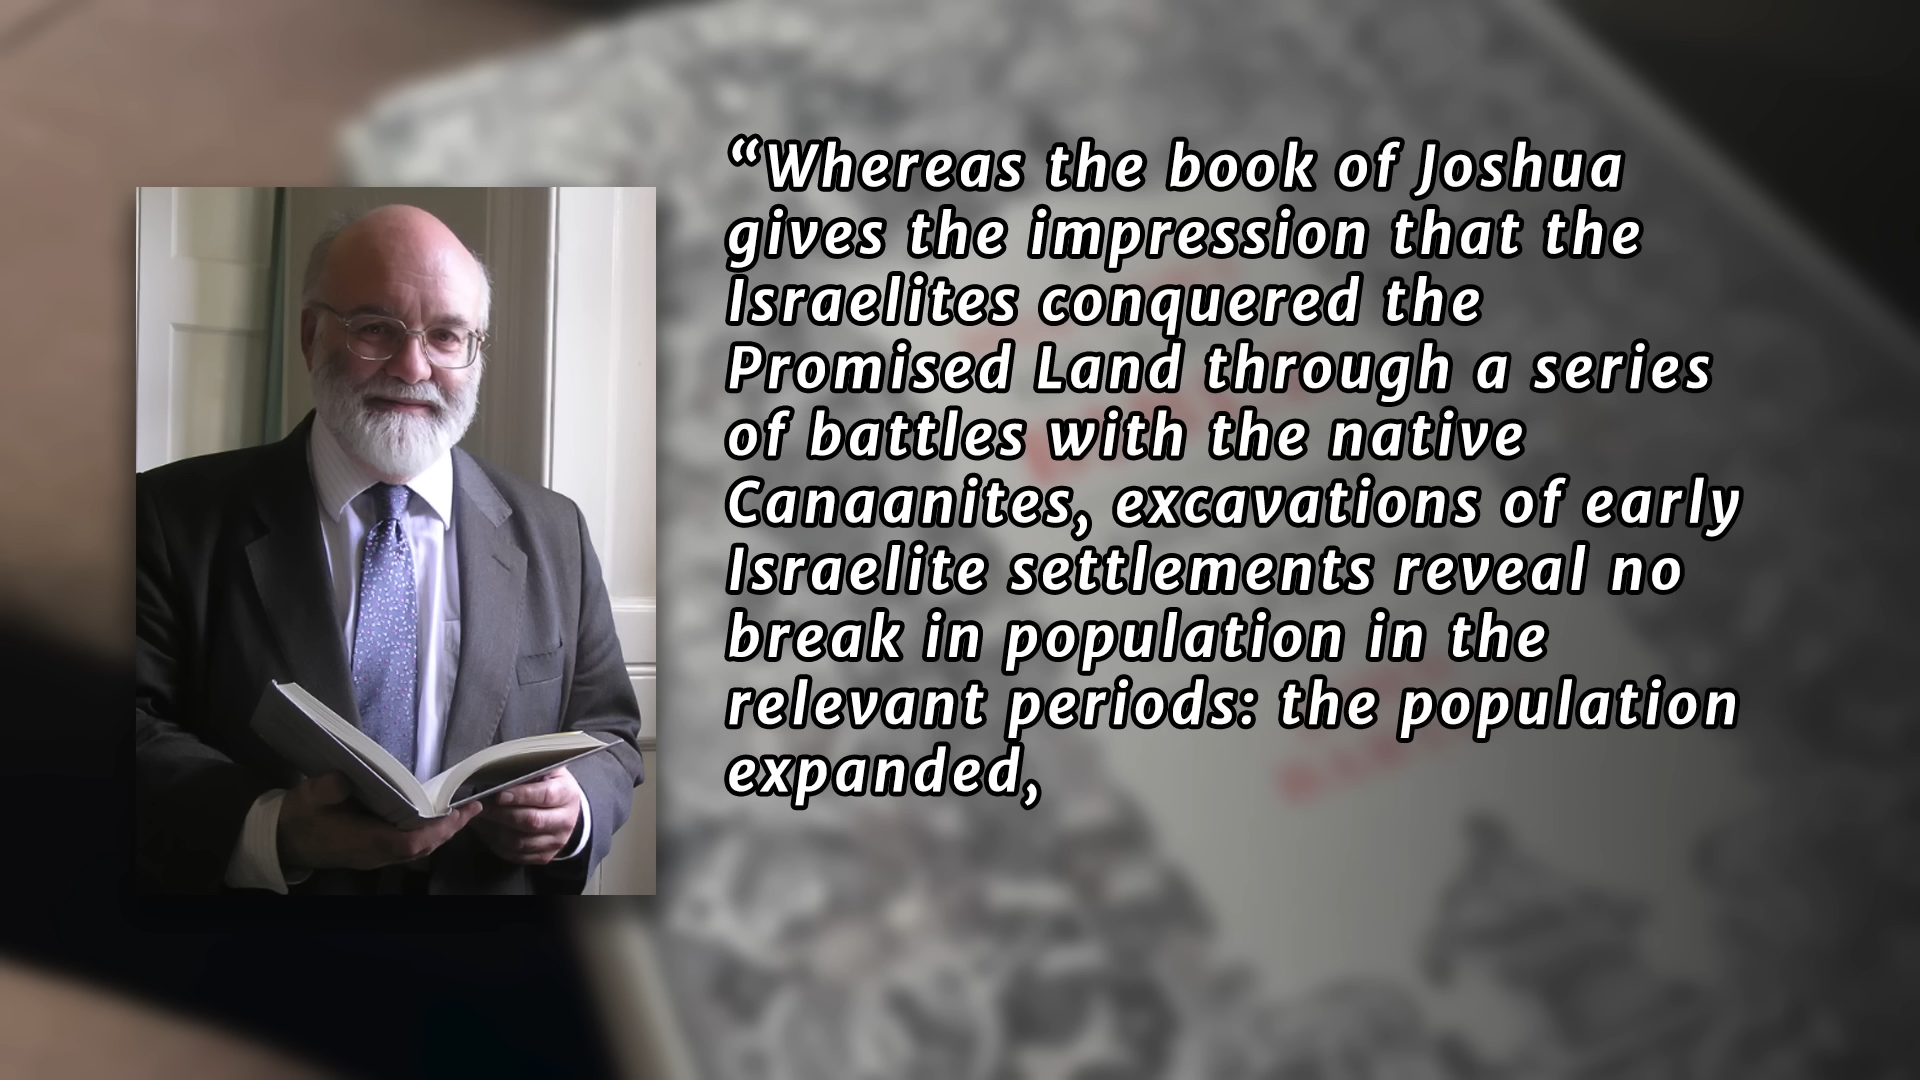 “Whereas the book of Joshua
gives the impression that the
Israelites conquered the
Promised Land through a series
of battles with the native
Canaanites, excavations of early
Israelite settlements reveal no
break in population in the
relevant periods: the population
expanded,